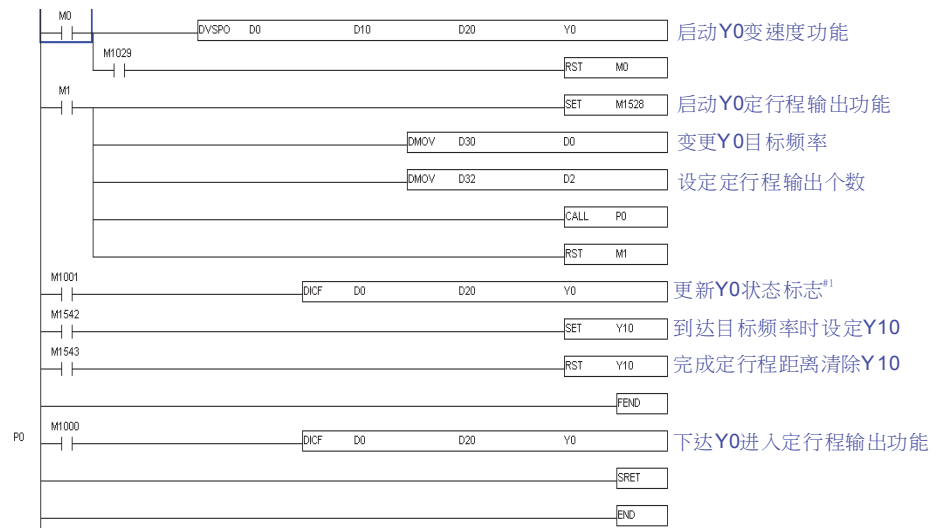 M0
DVSPO D0 D10 D20 Y0 启动Y0变速度功能
M1029
RST M0
M1
SET M1528 启动Y0定行程输出功能
DMOV D30 D0 变更Y0目标频率
DMOV D32 D2 设定定行程输出个数
CALL P0
RST M1
M1001
DICF D0 D20 Y0 更新Y0状态标志#1
M1542
SET Y10 到达目标频率时设定Y10
M1543
RST Y10 完成定行程距离清除Y10
FEND
M1000
P0 DICF D0 D20 Y0 下达Y0进入定行程输出功能
SRET
END